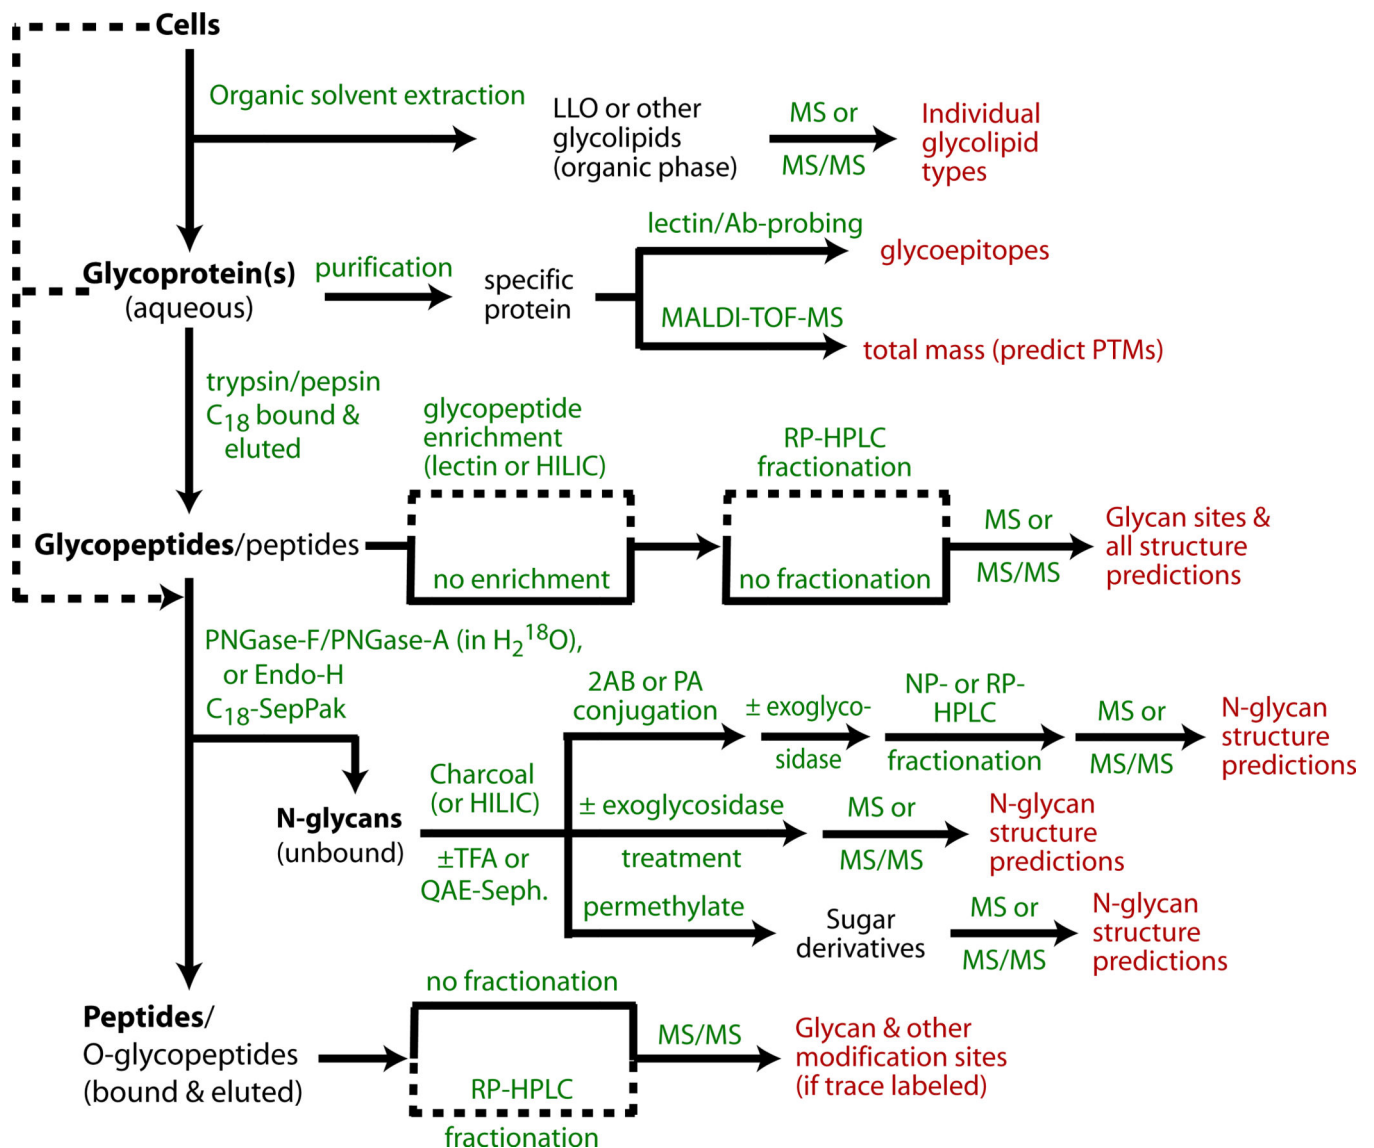 Cells
Organic solvent extraction
LLO or other
glycolipids
(organic phase)
MS or
MS/MS
Individual
glycolipid
types
Glycoprotein(s)
(aqueous)
purification
specific
protein
lectin/Ab-probing
glycoepitopes
MALDI-TOF-MS
total mass (predict PTMs)
trypsin/pepsin
C18 bound &
eluted
glycopeptide
enrichment
(lectin or HILIC)
RP-HPLC
fractionation
Glycopeptides/peptides
no enrichment
no fractionation
MS or
MS/MS
Glycan sites &
all structure
predictions
PNGase-F/PNGase-A (in H218O),
or Endo-H
C18-SepPak
N-glycans
(unbound)
Charcoal
(or HILIC)
±TFA or
QAE-Seph.
2AB or PA
conjugation
± exoglyco-
sidase
NP- or RP-
HPLC
fractionation
MS or
MS/MS
N-glycan
structure
predictions
± exoglycosidase
treatment
MS or
MS/MS
N-glycan
structure
predictions
permethylate
Sugar
derivatives
MS or
MS/MS
N-glycan
structure
predictions
Peptides/
O-glycopeptides
(bound & eluted)
no fractionation
RP-HPLC
fractionation
MS/MS
Glycan & other
modification sites
(if trace labeled)